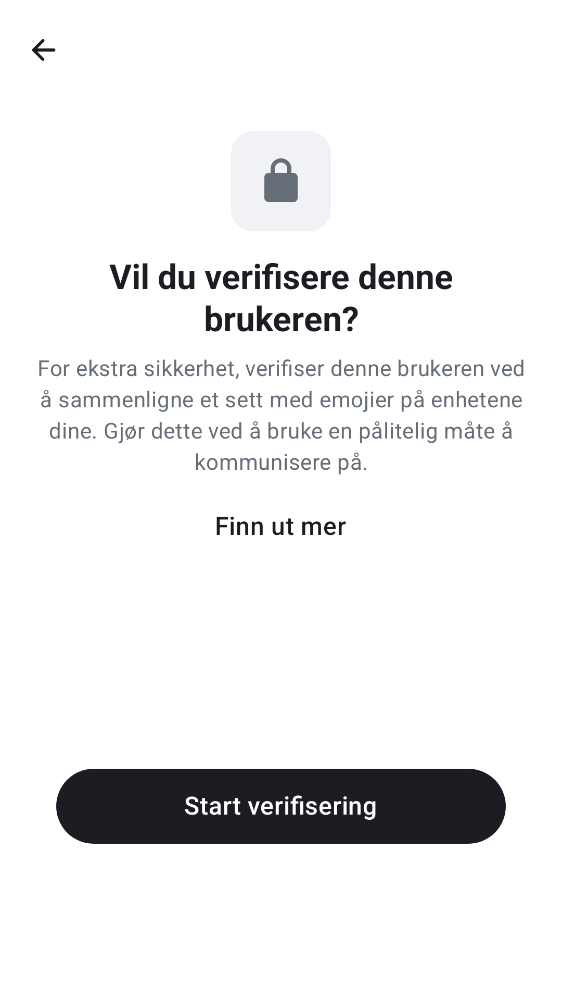 Vil du verifisere denne
brukeren?
For ekstra sikkerhet, verifiser denne brukeren ved
å sammenligne et sett med emojier på enhetene
dine. Gjør dette ved å bruke en pålitelig måte å
kommunisere på.
Finn ut mer
Start verifisering